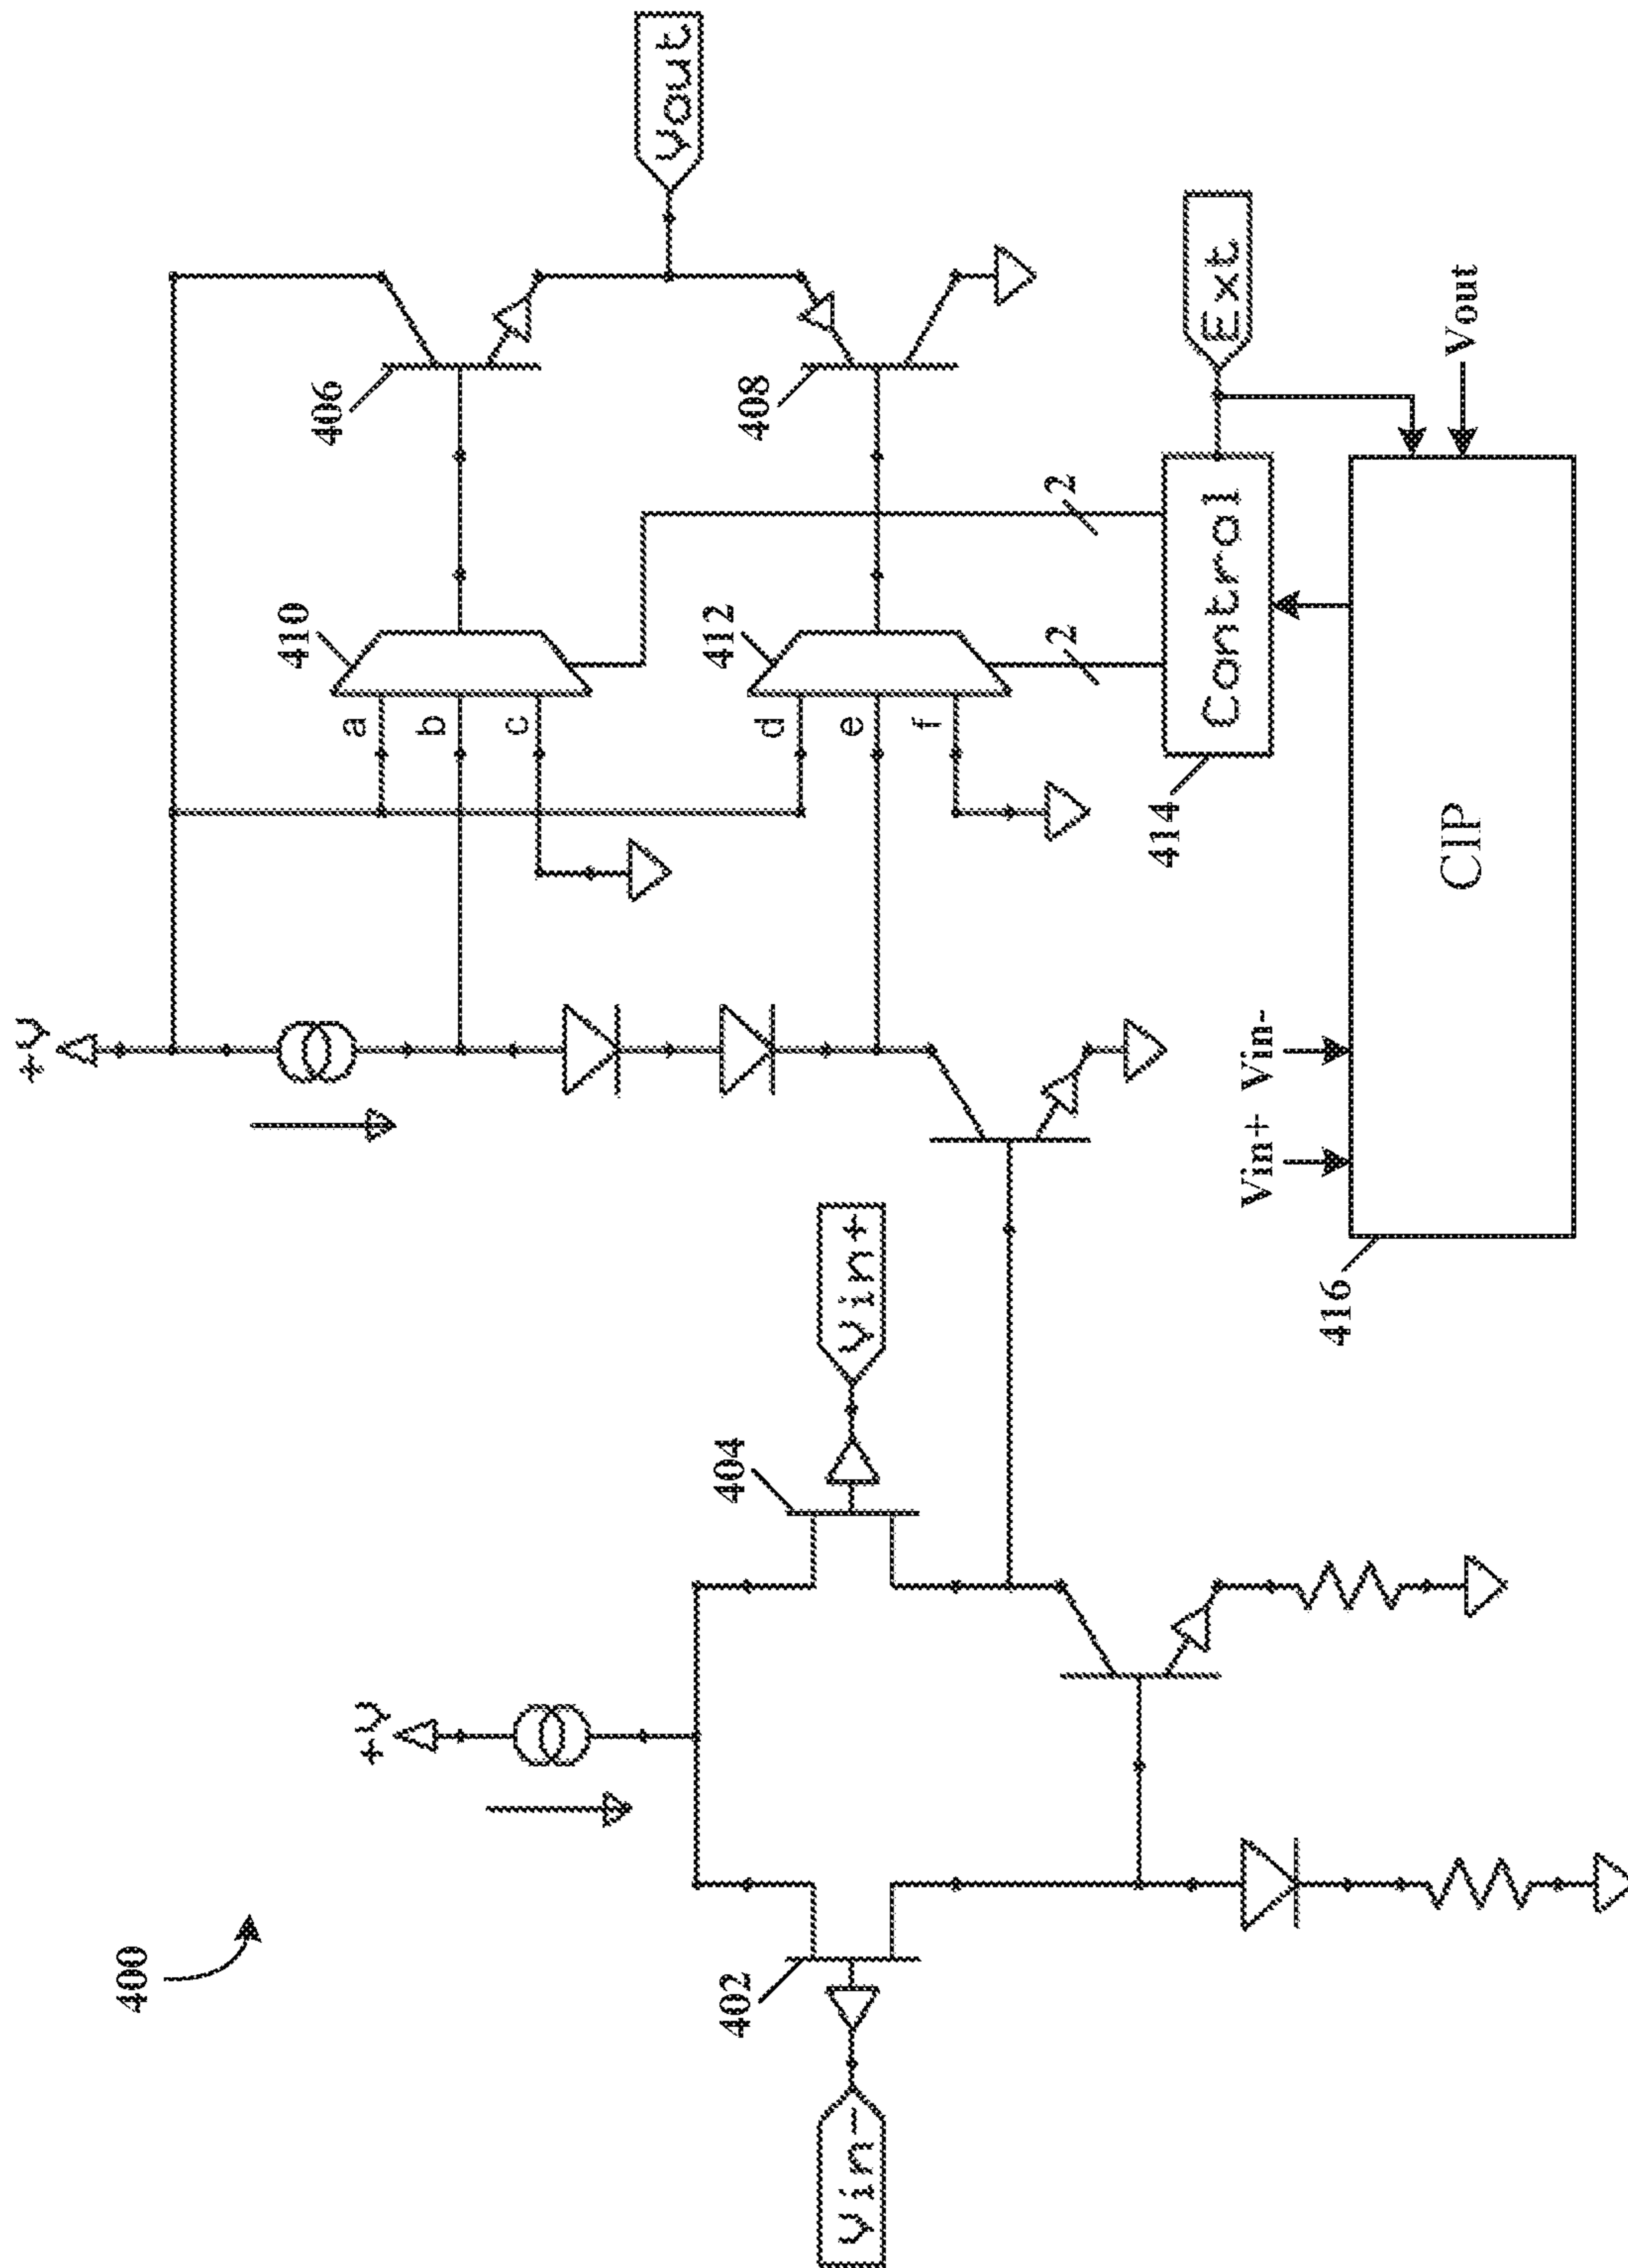 400
+V
+V
Vin-
402
404
Vin+
410
a
b
c
406
412
d
e
f
408
Vout
2
2
414
Control
Ext
Vin+
Vin-
416
CIP
Vout